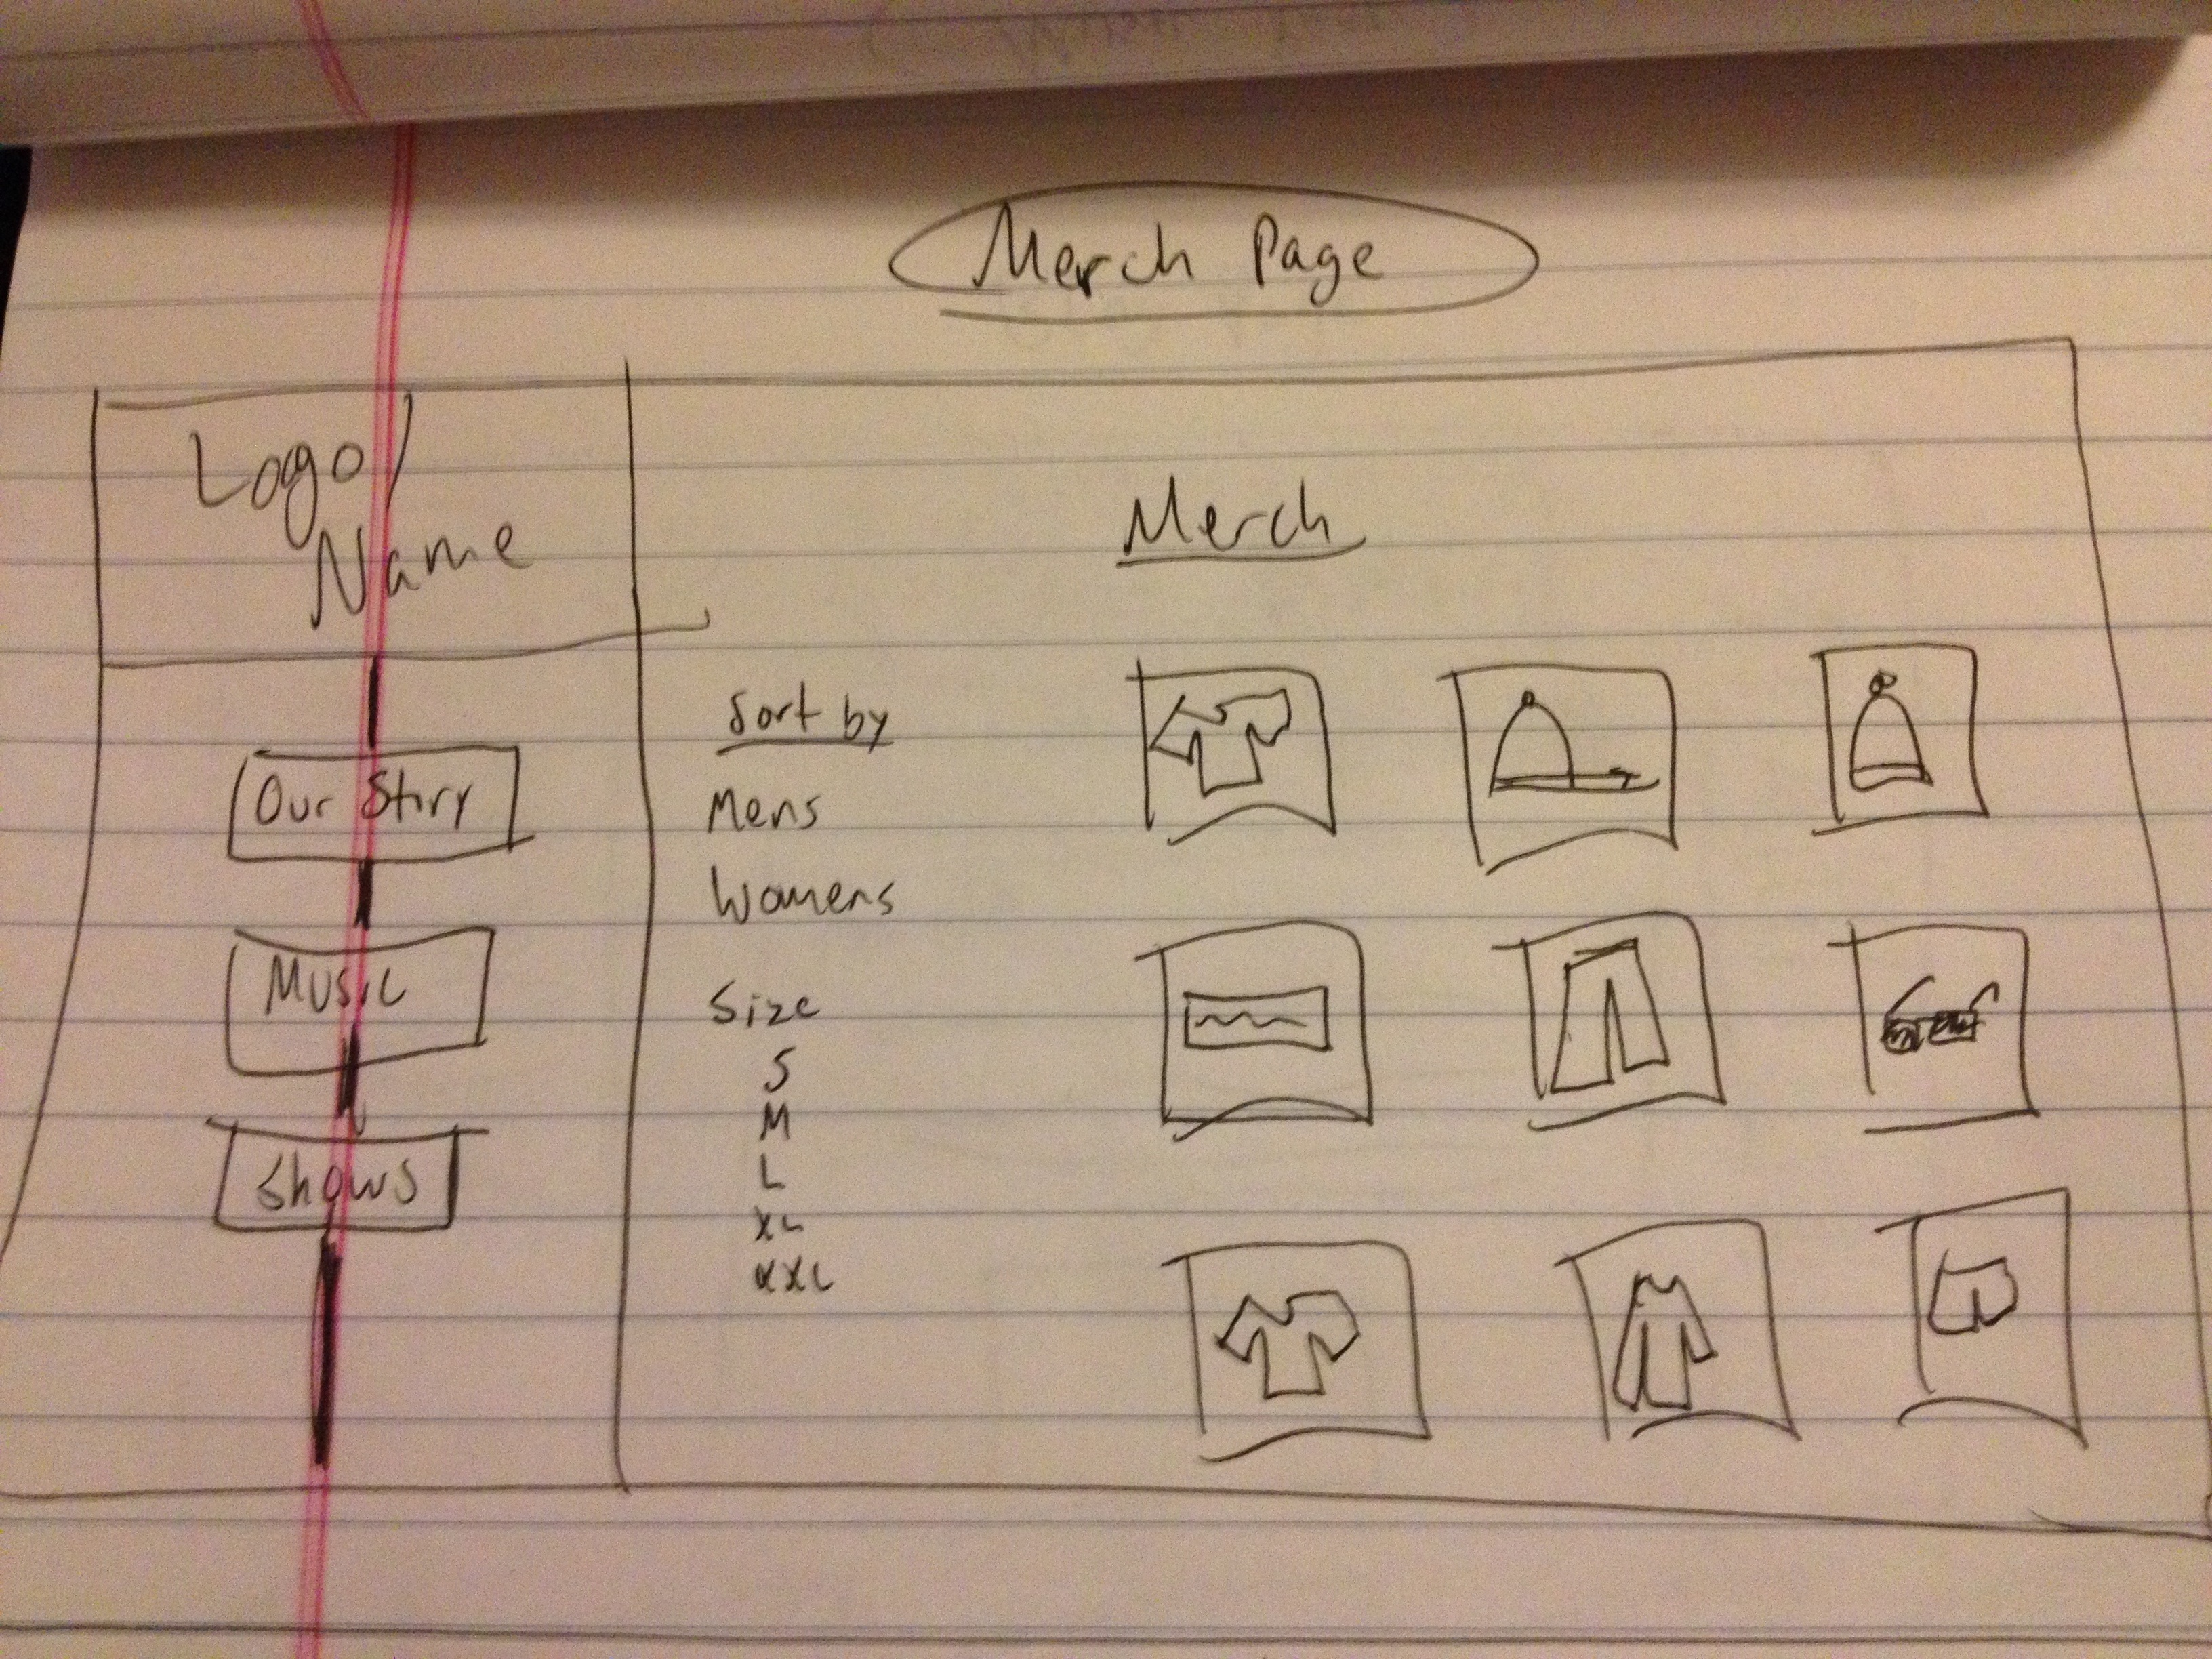 Merch Page
Logo/
Name
Our Story
Music
Shows
Merch
Sort by
Mens
Womens
Size
S
M
L
XL
XXL